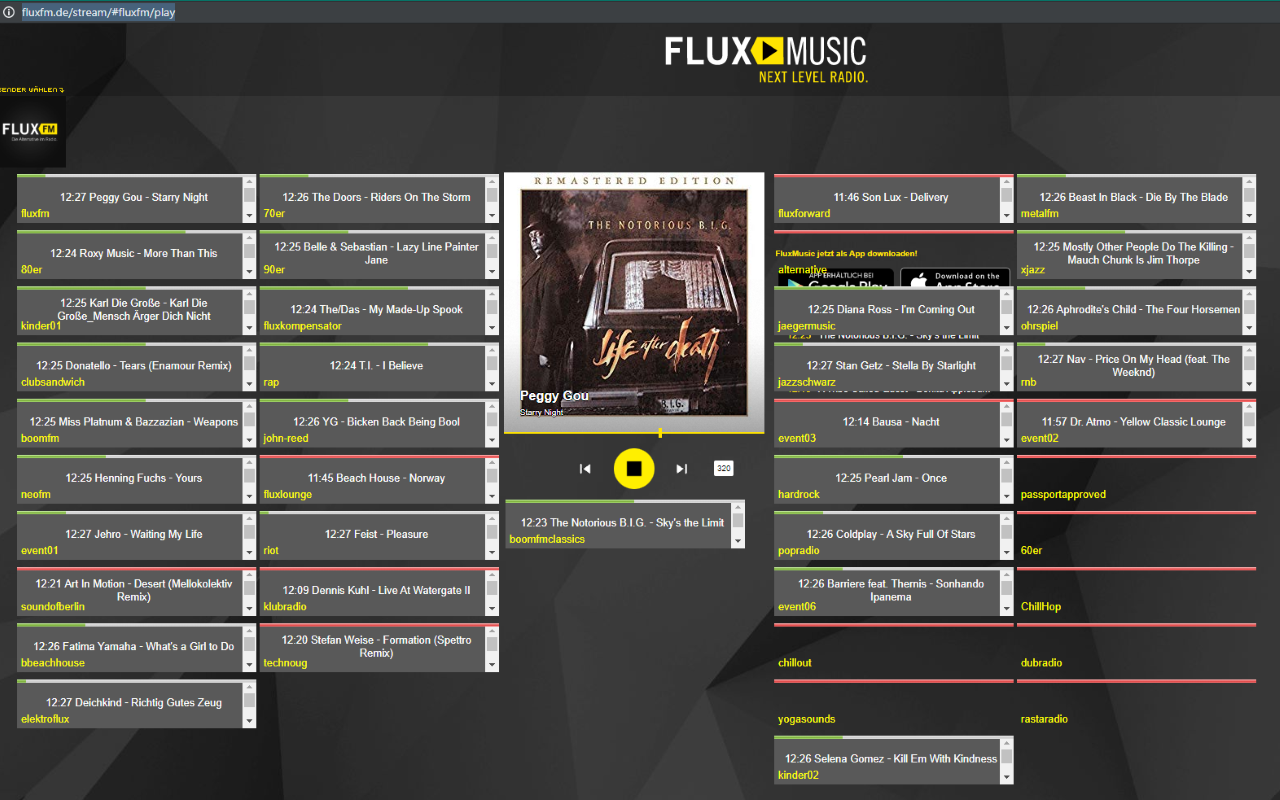 fluxfm.de/stream/#fluxfm/play
FLUX MUSIC
NEXT LEVEL RADIO.
SENDER WÄHLEN
FLUX FM
Die Alternative im Radio.
12:27 Peggy Gou - Starry Night
fluxfm
12:24 Roxy Music - More Than This
80er
12:25 Karl Die Große - Karl Die
Große_Mensch Ärger Dich Nicht
kinder01
12:25 Donatello - Tears (Enamour Remix)
clubsandwich
12:25 Miss Platnum & Bazzazian - Weapons
boomfm
12:25 Henning Fuchs - Yours
neofm
12:27 Jehro - Waiting My Life
event01
12:21 Art In Motion - Desert (Mellokolektiv
Remix)
soundofberlin
12:26 Fatima Yamaha - What's a Girl to Do
bbeachhouse
12:27 Deichkind - Richtig Gutes Zeug
elektroflux
12:26 The Doors - Riders On The Storm
70er
12:25 Belle & Sebastian - Lazy Line Painter
Jane
90er
12:24 The/Das - My Made-Up Spook
fluxkompensator
12:24 T.I. - I Believe
rap
12:26 YG - Bicken Back Being Bool
john-reed
11:45 Beach House - Norway
fluxlounge
12:27 Feist - Pleasure
riot
12:09 Dennis Kuhl - Live At Watergate II
klubradio
12:20 Stefan Weise - Formation (Spettro
Remix)
technoug
REMASTERED EDITION
THE NOTORIOUS B.I.G.
Life after death
B.I.G.
Peggy Gou
Starry Night
320
12:23 The Notorious B.I.G. - Sky's the Limit
boomfmclassics
11:46 Son Lux - Delivery
fluxforward
FluxMusic jetzt als App downloaden!
alternative
APP ERHÄLTLICH BEI
Google Play
Download on the
App Store
12:25 Diana Ross - I'm Coming Out
jaegermusic
12:23 The Notorious B.I.G. - Sky's the Limit
12:27 Stan Getz - Stella By Starlight
jazzschwarz
12:14 Bausa - Nacht
event03
12:25 Pearl Jam - Once
hardrock
12:26 Coldplay - A Sky Full Of Stars
popradio
12:26 Barriere feat. Themis - Sonhando
Ipanema
event06
chillout
yogasounds
12:26 Selena Gomez - Kill Em With Kindness
kinder02
12:26 Beast In Black - Die By The Blade
metalfm
12:25 Mostly Other People Do The Killing -
Mauch Chunk Is Jim Thorpe
xjazz
12:26 Aphrodite's Child - The Four Horsemen
ohrspiel
12:27 Nav - Price On My Head (feat. The
Weeknd)
rnb
11:57 Dr. Atmo - Yellow Classic Lounge
event02
passportapproved
60er
ChillHop
dubradio
rastaradio